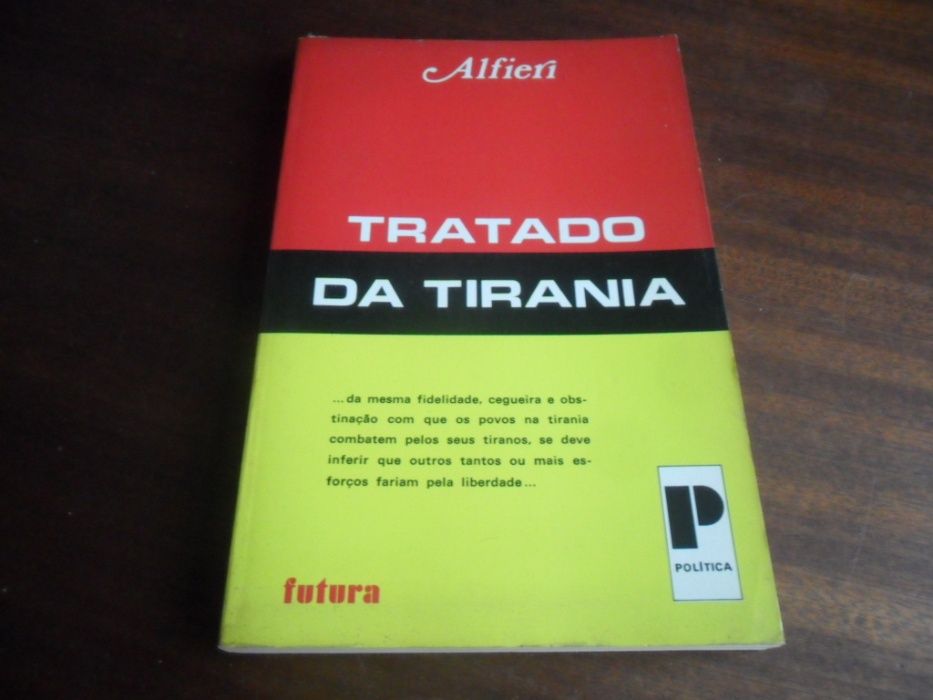 Alfieri
TRATADO
DA TIRANIA
...da mesma fidelidade, cegueira e obs-
tinação com que os povos na tirania
combatem pelos seus tiranos, se deve
inferir que outros tantos ou mais es-
forços fariam pela liberdade...
P
POLÍTICA
futura